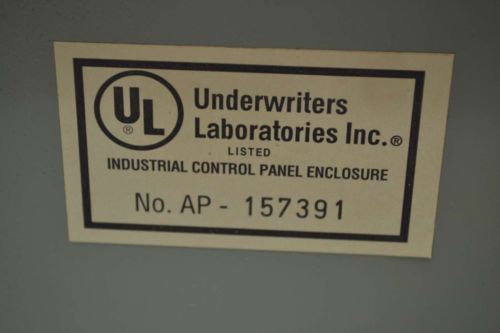 UL
®
Underwriters
Laboratories Inc.®
LISTED
INDUSTRIAL CONTROL PANEL ENCLOSURE
No. AP - 157391